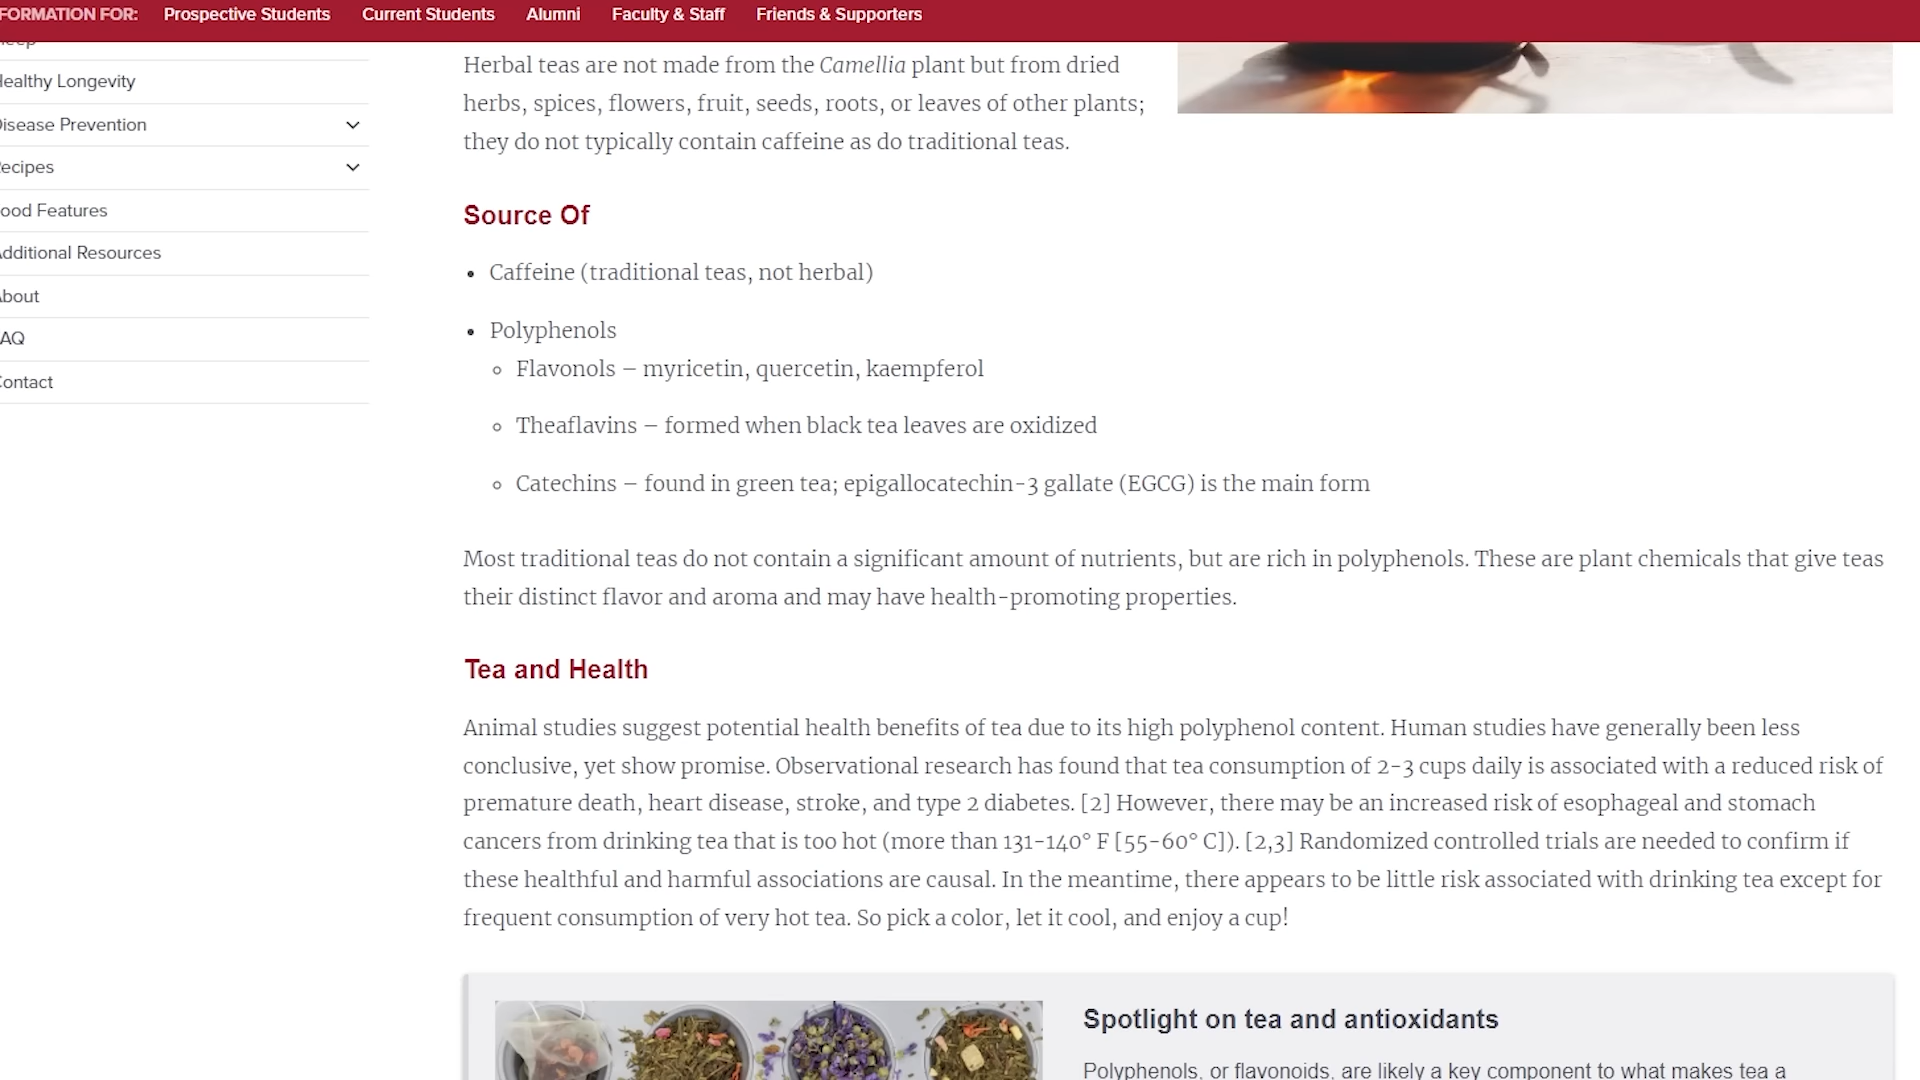 FORMATION FOR: Prospective Students Current Students Alumni Faculty & Staff Friends & Supporters
ealthy Longevity
isease Prevention
ecipes
ood Features
dditional Resources
bout
AQ
ontact
Herbal teas are not made from the Camellia plant but from dried
herbs, spices, flowers, fruit, seeds, roots, or leaves of other plants;
they do not typically contain caffeine as do traditional teas.
Source Of
• Caffeine (traditional teas, not herbal)
• Polyphenols
◦ Flavonols – myricetin, quercetin, kaempferol
◦ Theaflavins – formed when black tea leaves are oxidized
◦ Catechins – found in green tea; epigallocatechin-3 gallate (EGCG) is the main form
Most traditional teas do not contain a significant amount of nutrients, but are rich in polyphenols. These are plant chemicals that give teas
their distinct flavor and aroma and may have health-promoting properties.
Tea and Health
Animal studies suggest potential health benefits of tea due to its high polyphenol content. Human studies have generally been less
conclusive, yet show promise. Observational research has found that tea consumption of 2-3 cups daily is associated with a reduced risk of
premature death, heart disease, stroke, and type 2 diabetes. [2] However, there may be an increased risk of esophageal and stomach
cancers from drinking tea that is too hot (more than 131-140° F [55-60° C]). [2,3] Randomized controlled trials are needed to confirm if
these healthful and harmful associations are causal. In the meantime, there appears to be little risk associated with drinking tea except for
frequent consumption of very hot tea. So pick a color, let it cool, and enjoy a cup!
Spotlight on tea and antioxidants
Polyphenols, or flavonoids, are likely a key component to what makes tea a